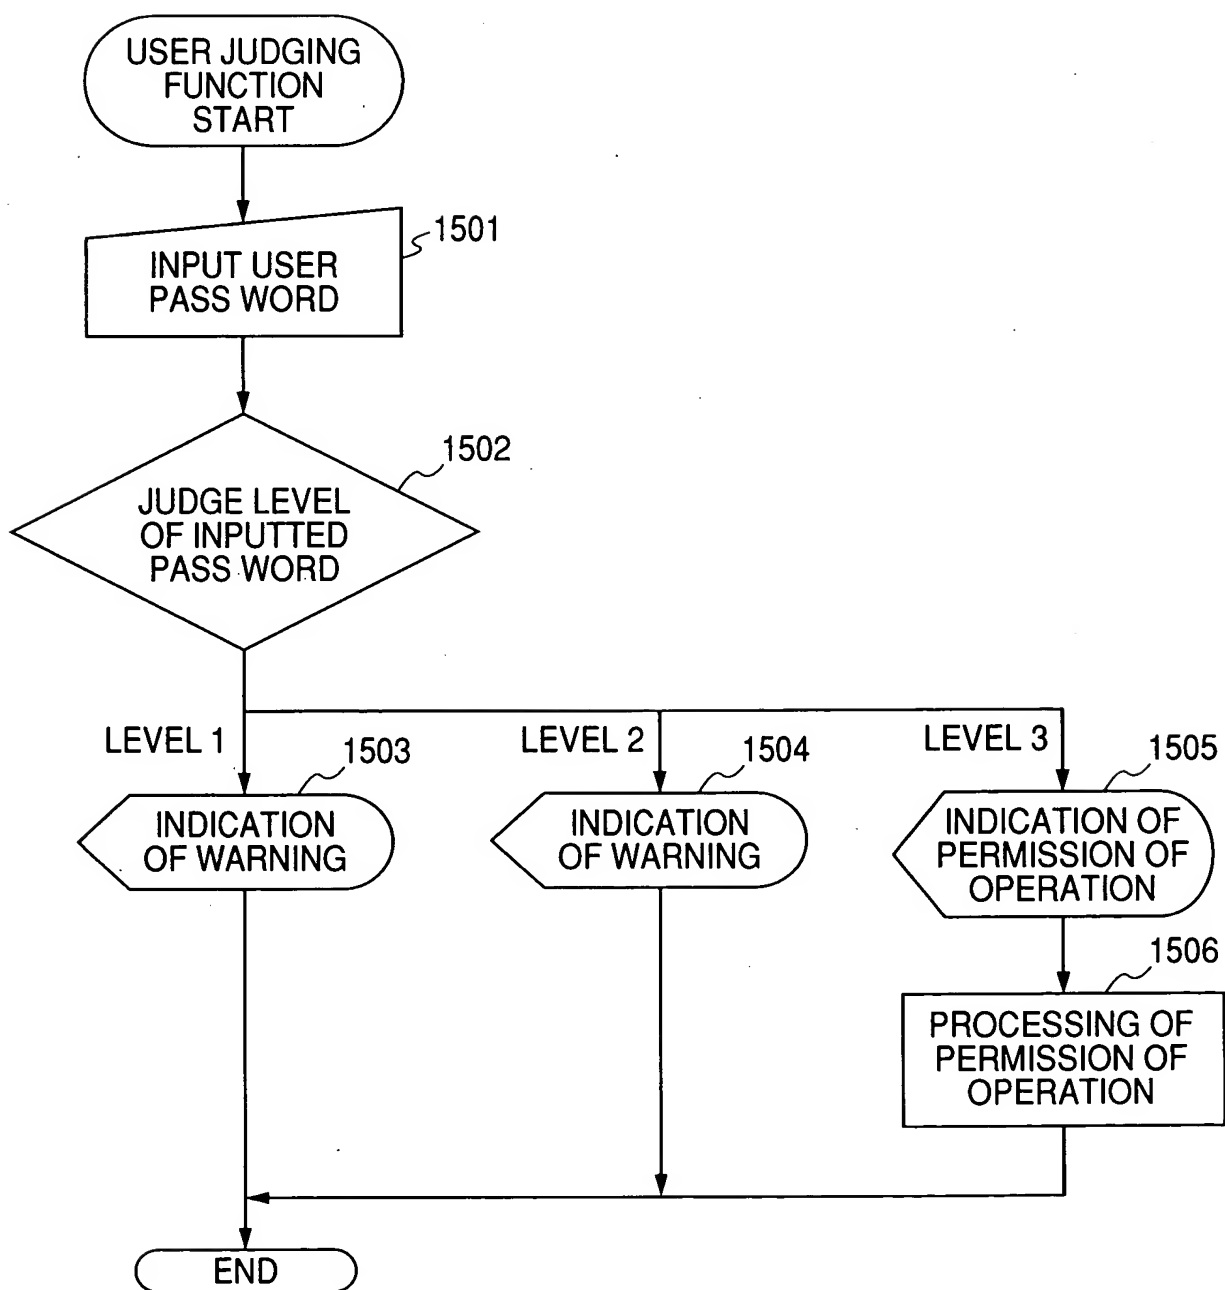 USER JUDGING
FUNCTION
START
1501
INPUT USER
PASS WORD
1502
JUDGE LEVEL
OF INPUTTED
PASS WORD
LEVEL 1
1503
LEVEL 2
1504
LEVEL 3
1505
INDICATION
OF WARNING
INDICATION
OF WARNING
INDICATION OF
PERMISSION OF
OPERATION
1506
PROCESSING OF
PERMISSION OF
OPERATION
END